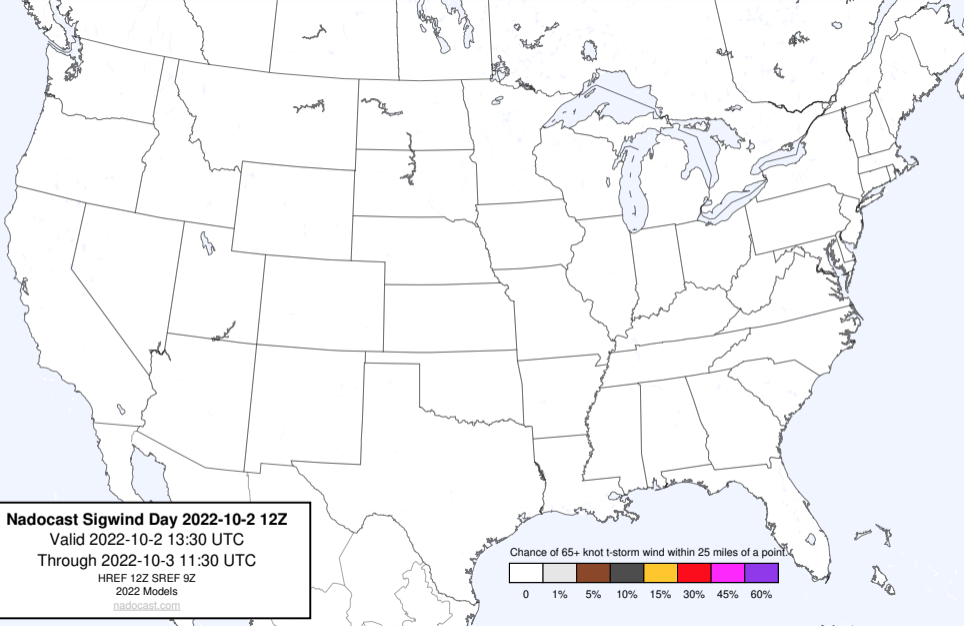 Nadocast Sigwind Day 2022-10-2 12Z
Valid 2022-10-2 13:30 UTC
Through 2022-10-3 11:30 UTC
HREF 12Z SREF 9Z
2022 Models
nadocast.com
Chance of 65+ knot t-storm wind within 25 miles of a point.
0 1% 5% 10% 15% 30% 45% 60%